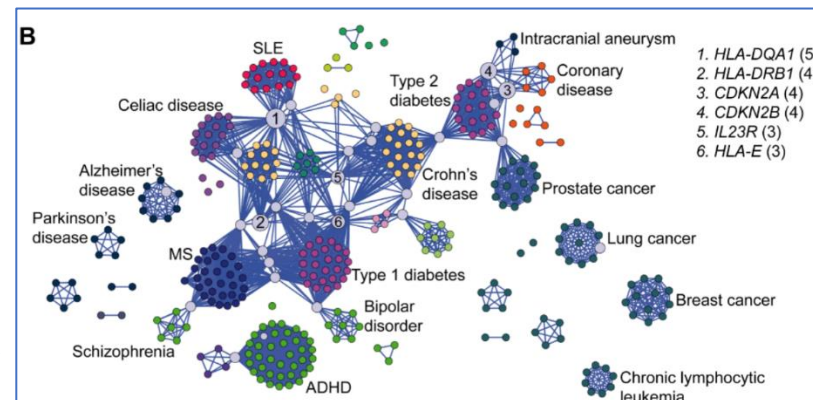 B
SLE
Intracranial aneurysm
Type 2
diabetes
Coronary
disease
1. HLA-DQA1 (5
2. HLA-DRB1 (4
3. CDKN2A (4)
4. CDKN2B (4)
5. IL23R (3)
6. HLA-E (3)
4
3
Celiac disease
1
Alzheimer's
disease
5
Crohn's
disease
Prostate cancer
Parkinson's
disease
2
6
Lung cancer
MS
Type 1 diabetes
Breast cancer
Bipolar
disorder
Schizophrenia
ADHD
Chronic lymphocytic
leukemia